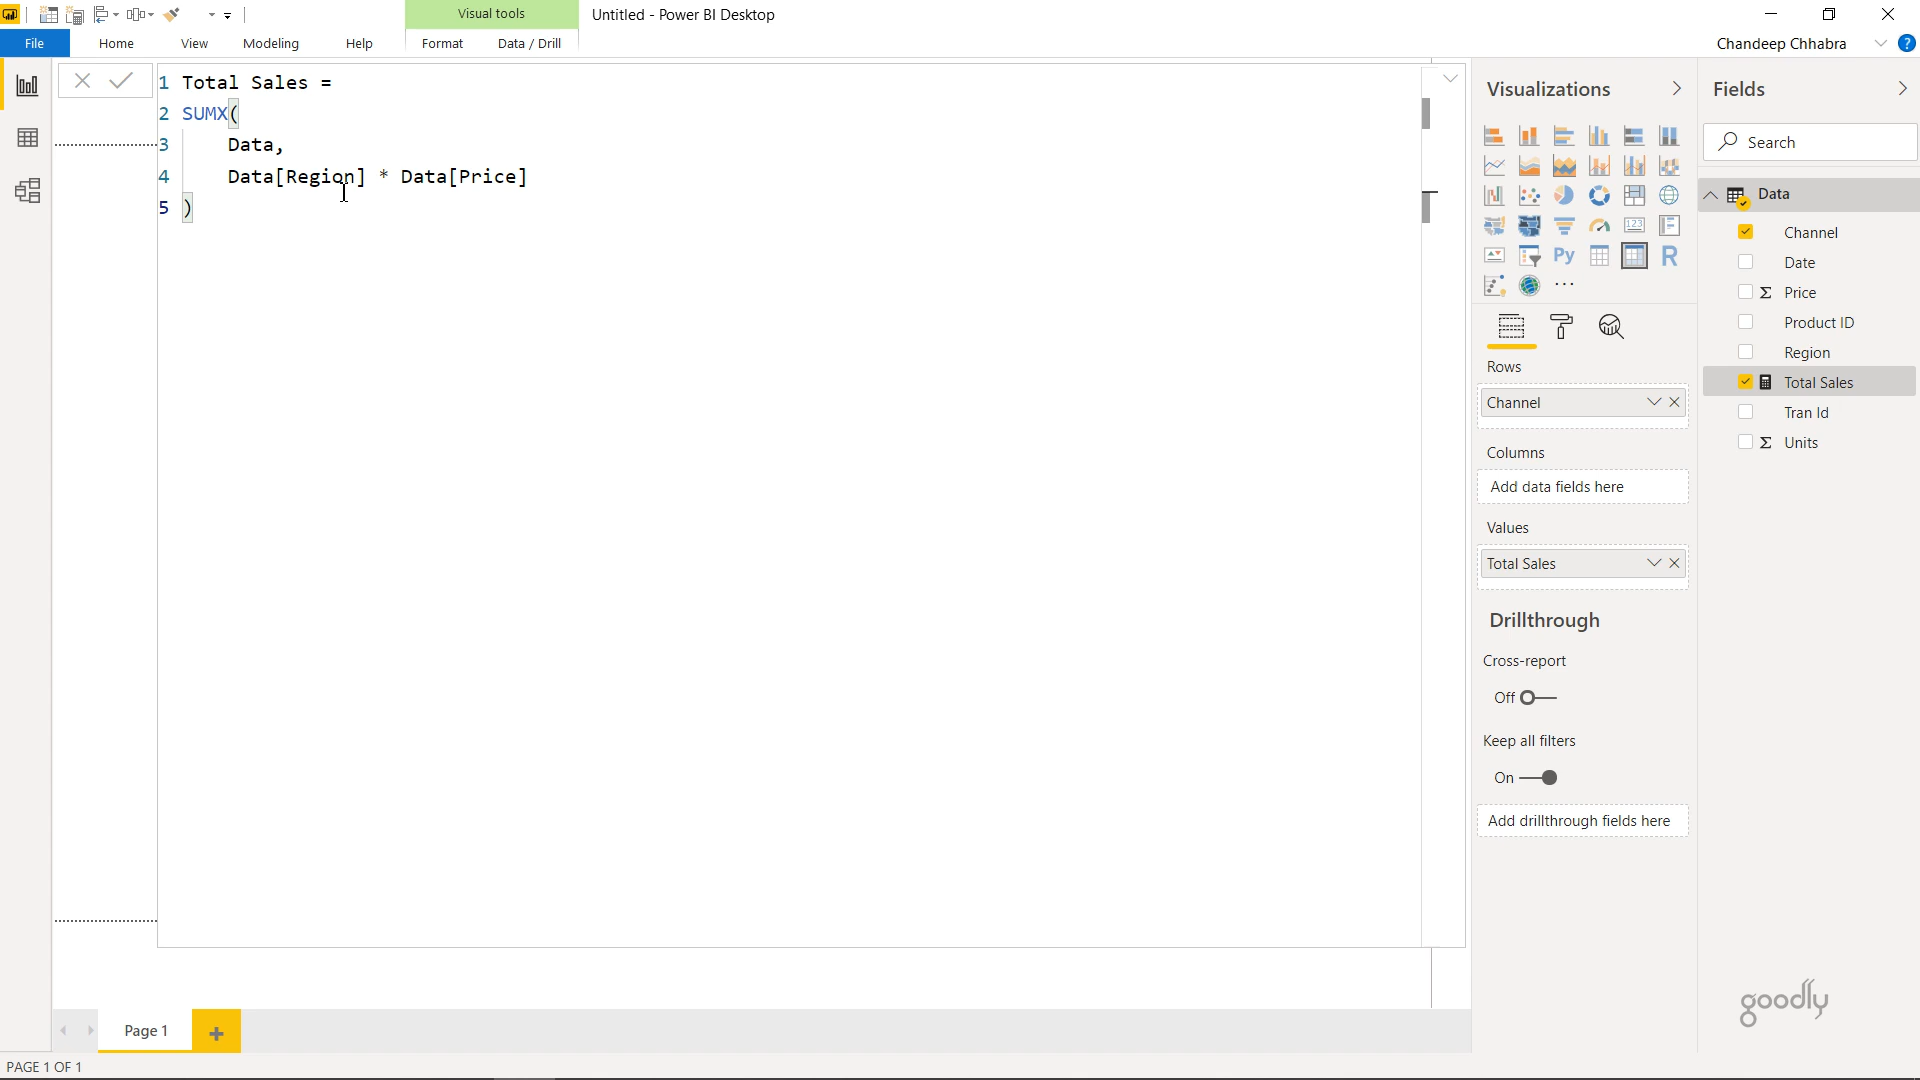 Visual tools
Untitled - Power BI Desktop
File
Home
View
Modeling
Help
Format
Data / Drill
Chandeep Chhabra
?
1 Total Sales =
2 SUMX(
3 Data,
4 Data[Region] * Data[Price]
5 )
Visualizations
123
Py
R
...
Rows
Channel
Columns
Add data fields here
Values
Total Sales
Drillthrough
Cross-report
Off
Keep all filters
On
Add drillthrough fields here
Fields
Search
Data
Channel
Date
Σ Price
Product ID
Region
Total Sales
Tran Id
Σ Units
goodly
Page 1
+
PAGE 1 OF 1